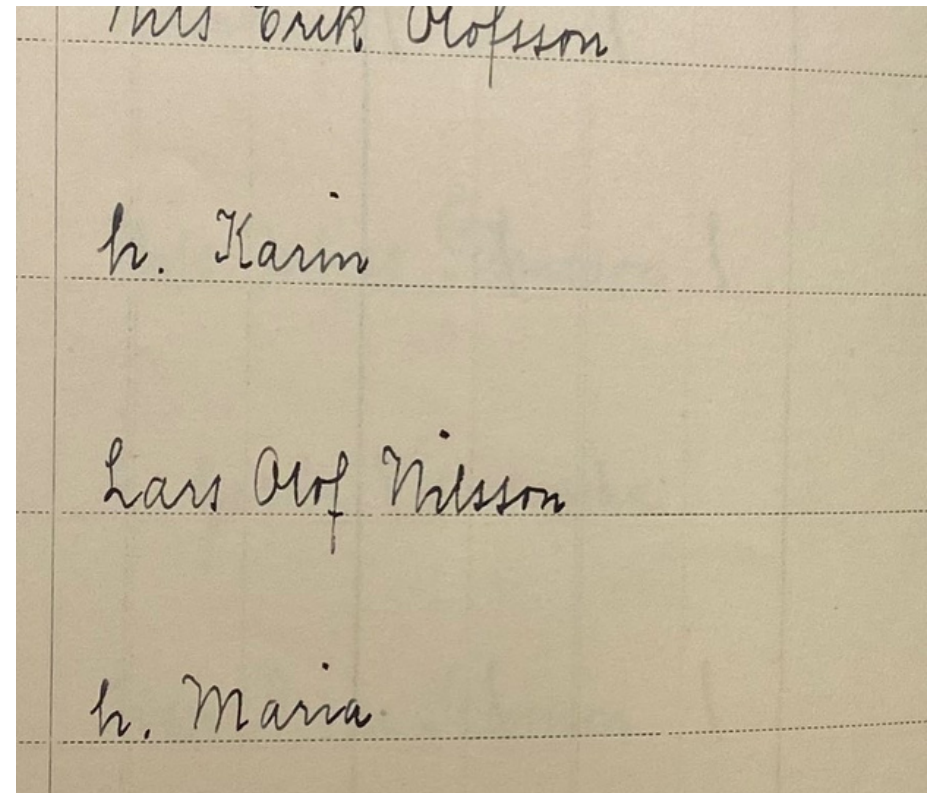 Nils Erik Olofsson
h. Karin
Lars Olof Nilsson
h. Maria